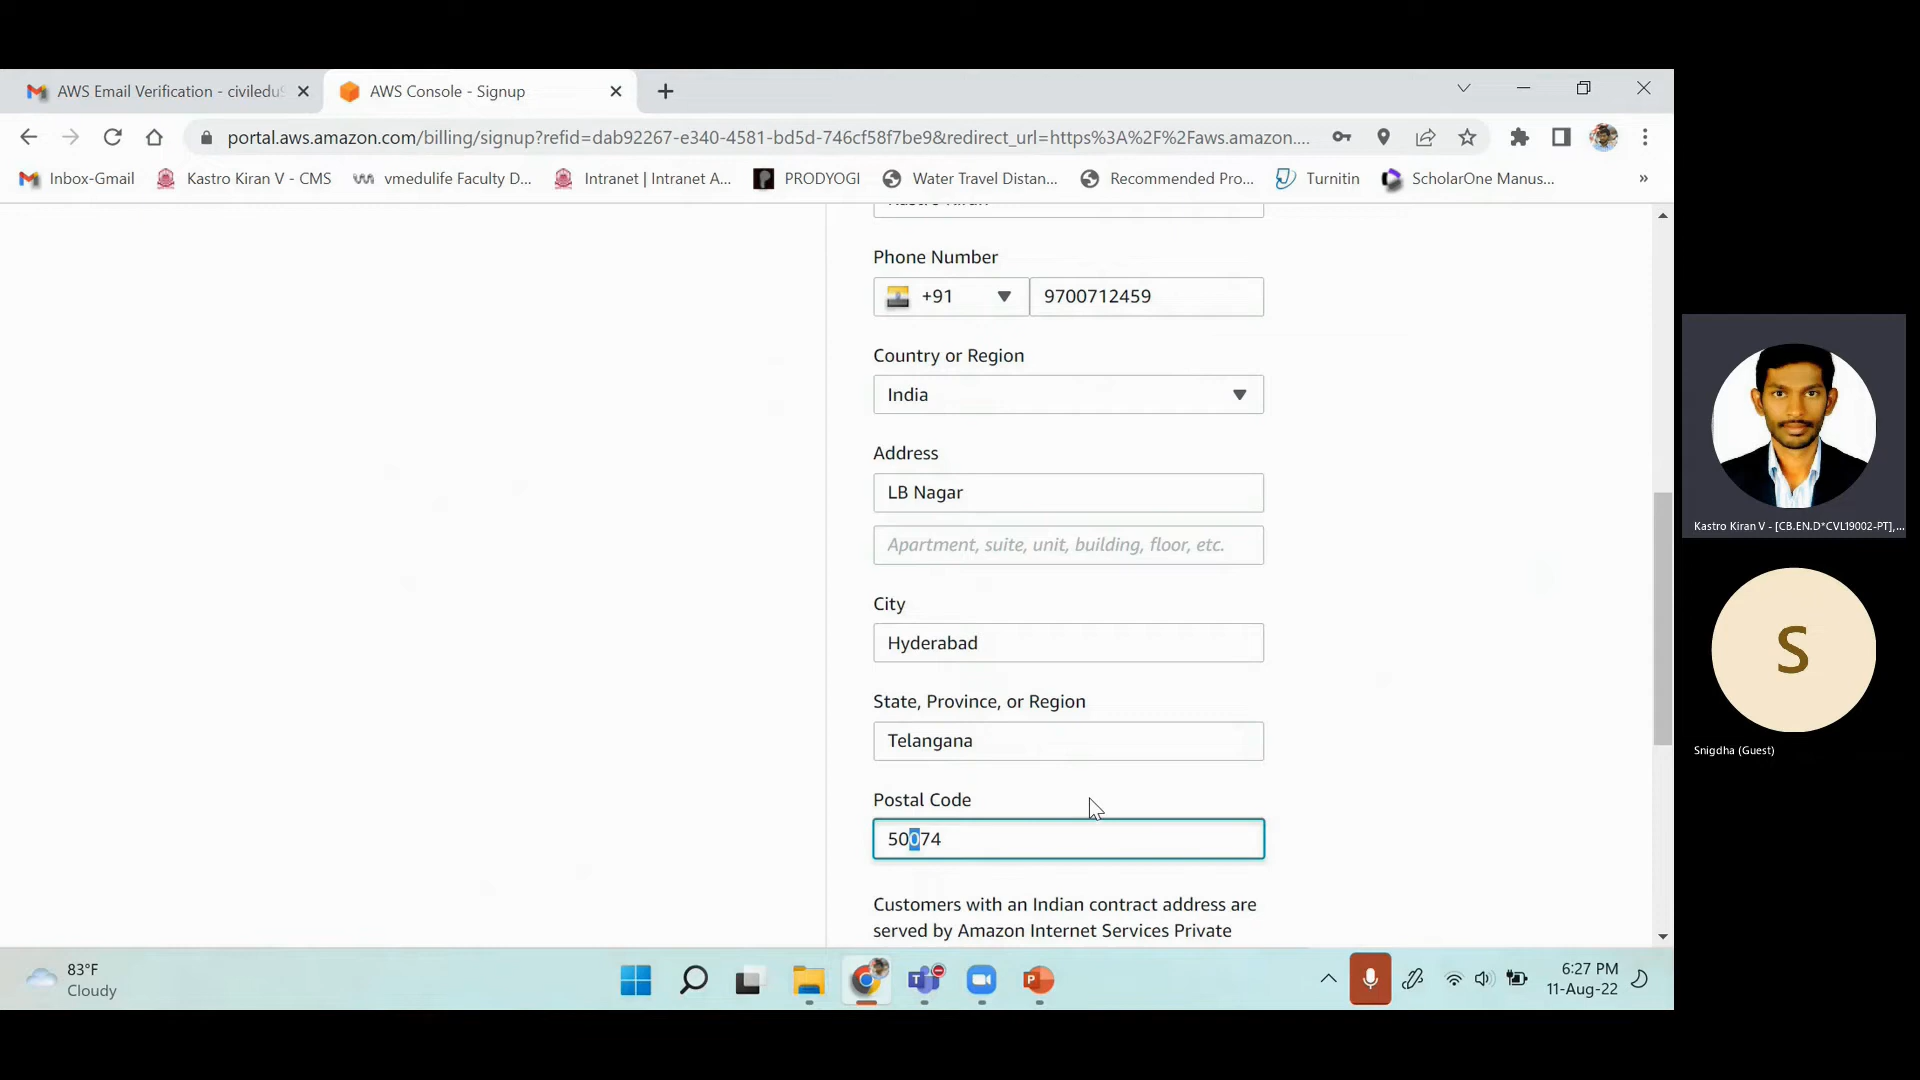 AWS Email Verification - civiledu
AWS Console - Signup
portal.aws.amazon.com/billing/signup?refid=dab92267-e340-4581-bd5d-746cf58f7be9&redirect_url=https%3A%2F%2Faws.amazon....
Inbox-Gmail
Kastro Kiran V - CMS
vmedulife Faculty D...
Intranet | Intranet A...
PRODYOGI
Water Travel Distan...
Recommended Pro...
Turnitin
ScholarOne Manus...
»
Phone Number
+91
9700712459
Country or Region
India
Address
LB Nagar
Apartment, suite, unit, building, floor, etc.
City
Hyderabad
State, Province, or Region
Telangana
Postal Code
50074
Customers with an Indian contract address are
served by Amazon Internet Services Private
Kastro Kiran V - [CB.EN.D*CVL19002-PT],...
S
Snigdha (Guest)
83°F
Cloudy
6:27 PM
11-Aug-22